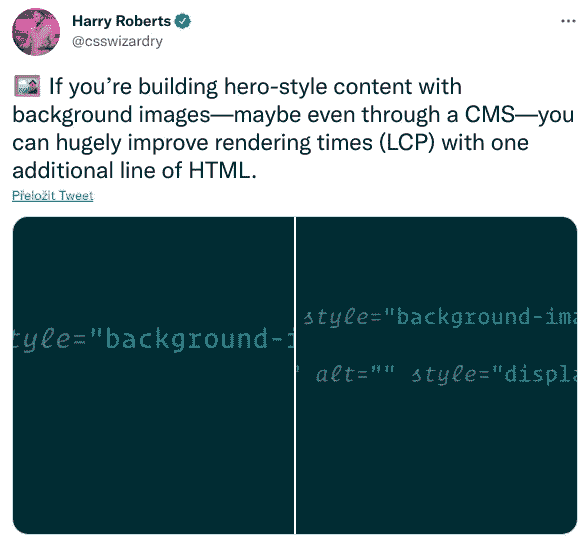 Harry Roberts
@csswizardry
If you’re building hero-style content with
background images—maybe even through a CMS—you
can hugely improve rendering times (LCP) with one
additional line of HTML.
Přeložit Tweet
tyle="background-i
style="background-ima
" alt="" style="displa